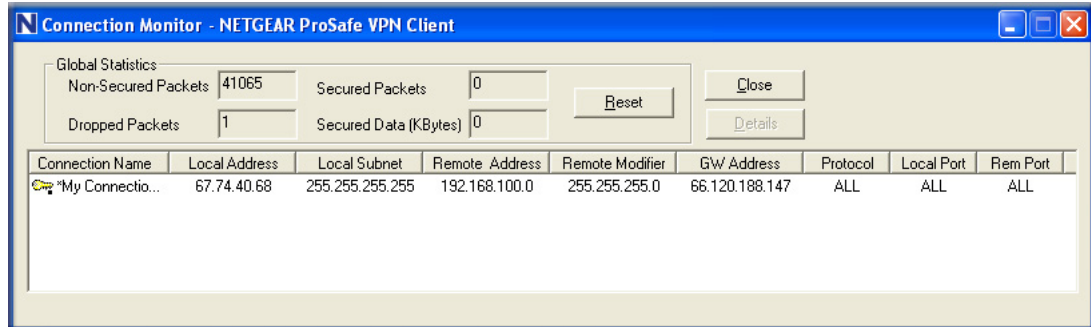 N Connection Monitor - NETGEAR ProSafe VPN Client
Global Statistics
Non-Secured Packets 41065 Secured Packets 0 Reset Close
Dropped Packets 1 Secured Data (KBytes) 0 Details
Connection Name Local Address Local Subnet Remote Address Remote Modifier GW Address Protocol Local Port Rem Port
*My Connectio... 67.74.40.68 255.255.255.255 192.168.100.0 255.255.255.0 66.120.188.147 ALL ALL ALL